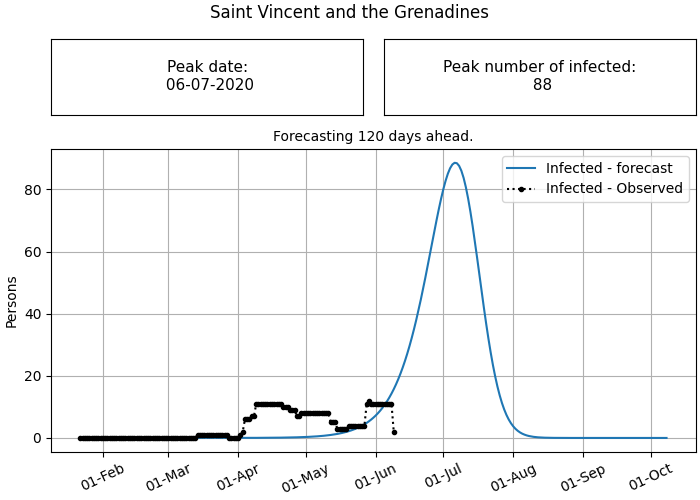 Saint Vincent and the Grenadines
Peak date:
06-07-2020
Peak number of infected:
88
Forecasting 120 days ahead.
Infected - forecast
Infected - Observed
Persons
80
60
40
20
0
01-Feb
01-Mar
01-Apr
01-May
01-Jun
01-Jul
01-Aug
01-Sep
01-Oct